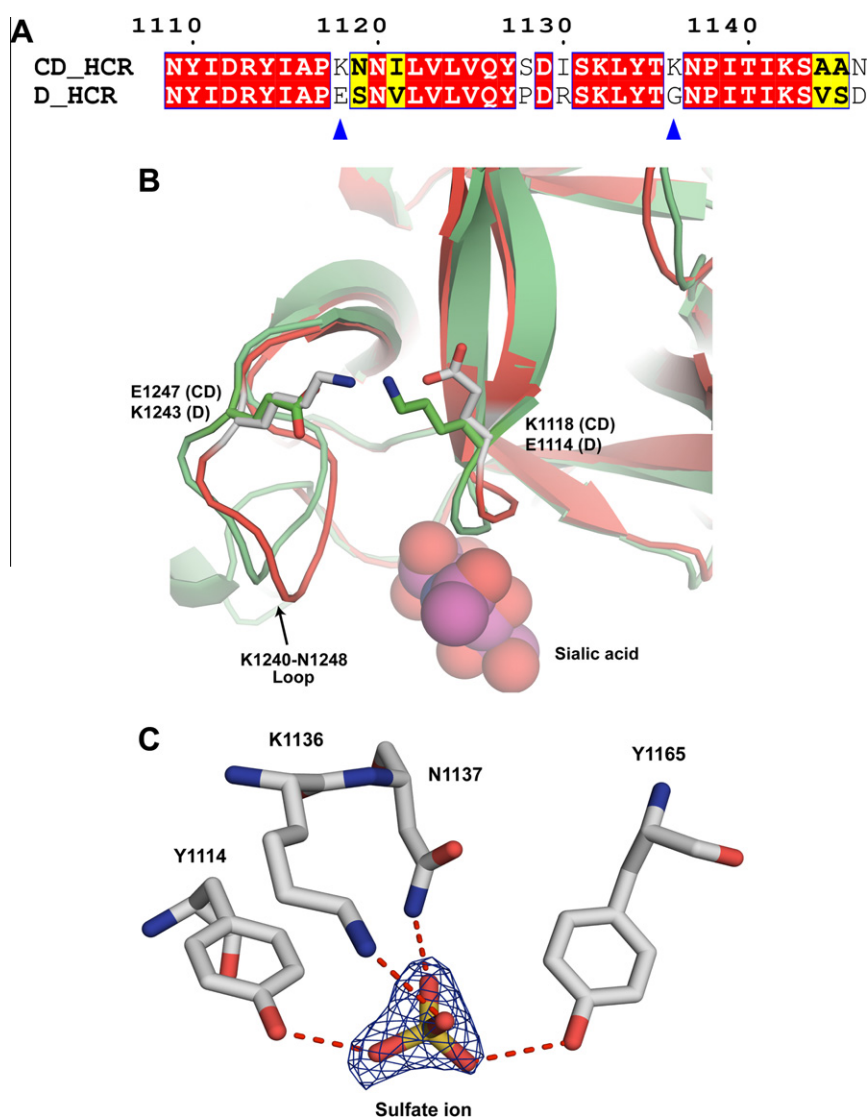 A
1110 1120 1130 1140
CD_HCR NYIDRYIAPKNNILVLVQYSDISKLYTKNPITIKSAAN
D_HCR NYIDRYIAPESNVLVLVQYPDRSKLYTGNPITIKSVSD
B
E1247 (CD)
K1243 (D)
K1118 (CD)
E1114 (D)
K1240-N1248
Loop
Sialic acid
C
K1136
N1137
Y1165
Y1114
Sulfate ion